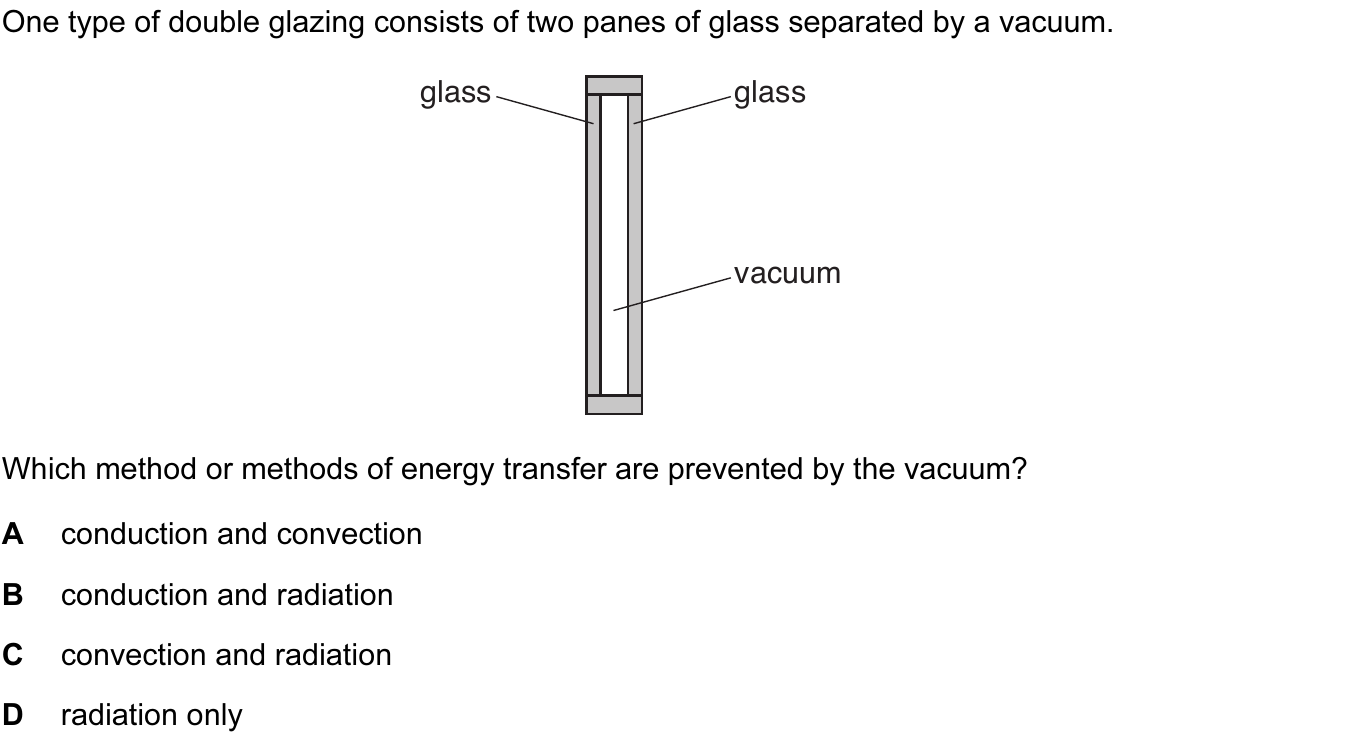 One type of double glazing consists of two panes of glass separated by a vacuum.
glass
glass
vacuum
Which method or methods of energy transfer are prevented by the vacuum?
A conduction and convection
B conduction and radiation
C convection and radiation
D radiation only